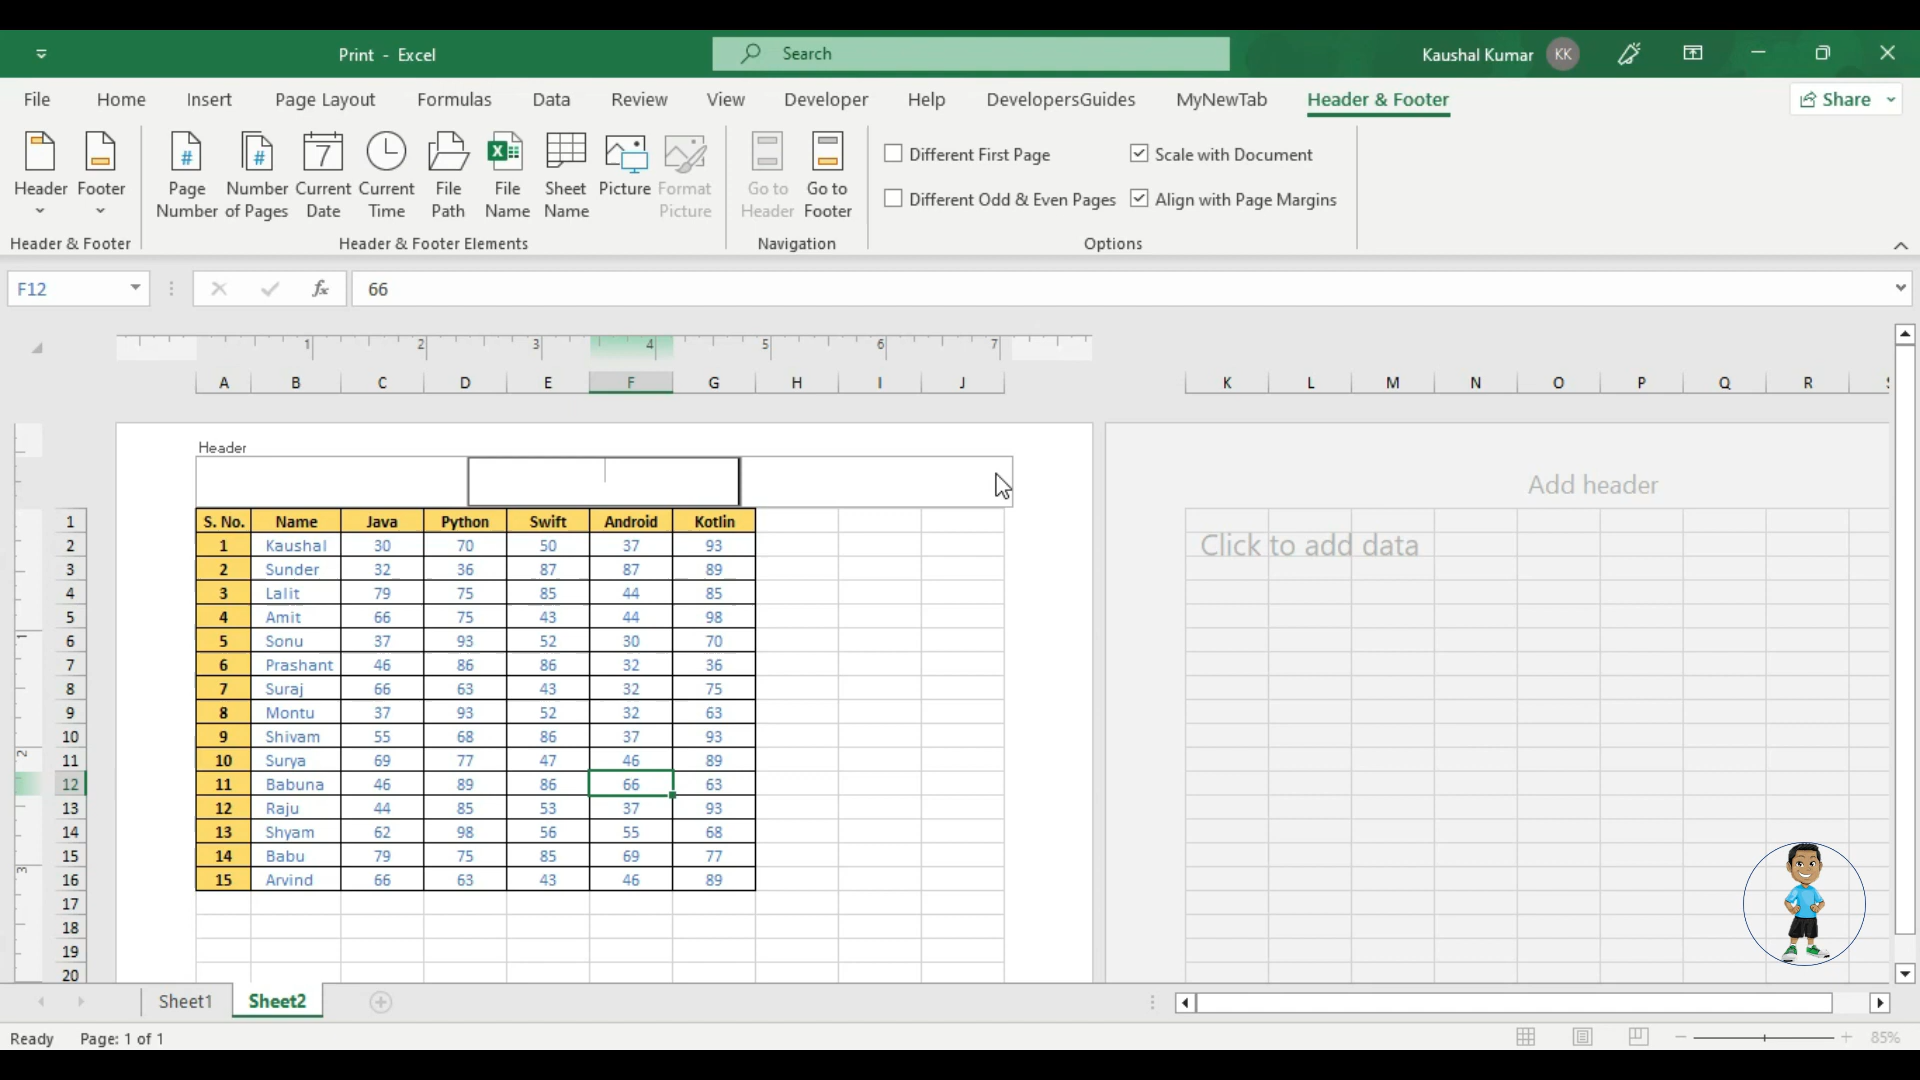 Print - Excel
Search
Kaushal Kumar KK
File Home Insert Page Layout Formulas Data Review View Developer Help DevelopersGuides MyNewTab Header & Footer Share
Header Footer Page Number Number of Pages Current Date Current Time File Path File Name Sheet Name Picture Format Picture Go to Header Go to Footer
Different First Page Scale with Document
Different Odd & Even Pages Align with Page Margins
Header & Footer Header & Footer Elements Navigation Options
F12 fx 66
1 2 3 4 5 6 7
A B C D E F G H I J K L M N O P Q R
Header
Add header
1 S. No. Name Java Python Swift Android Kotlin
Click to add data
2 1 Kaushal 30 70 50 37 93
3 2 Sunder 32 36 87 87 89
4 3 Lalit 79 75 85 44 85
5 4 Amit 66 75 43 44 98
6 5 Sonu 37 93 52 30 70
7 6 Prashant 46 86 86 32 36
8 7 Suraj 66 63 43 32 75
9 8 Montu 37 93 52 32 63
10 9 Shivam 55 68 86 37 93
11 10 Surya 69 77 47 46 89
12 11 Babuna 46 89 86 66 63
13 12 Raju 44 85 53 37 93
14 13 Shyam 62 98 56 55 68
15 14 Babu 79 75 85 69 77
16 15 Arvind 66 63 43 46 89
17
18
19
20
1
2
3
Sheet1 Sheet2
Ready Page: 1 of 1 85%